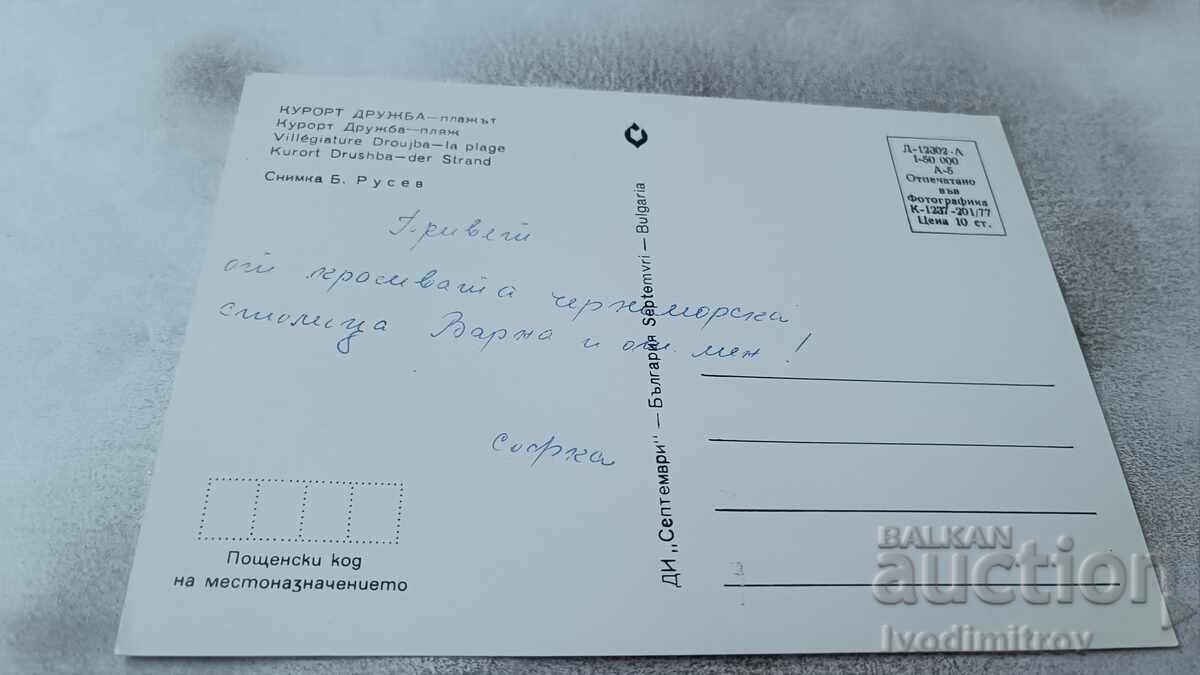 КУРОРТ ДРУЖБА—плажът
Курорт Дружба—пляж
Villégiature Droujba—la plage
Kurort Drushba—der Strand
Снимка Б. Русев
Привет
от красивата черноморска
столица Варна и от мен!
Софка
Пощенски код
на местоназначението
ДИ „Септември" — България Septemvri — Bulgaria
Д-12302-А
1-50 000
А-5
Отпечатано
във
Фотографика
К-1237-201/77
Цена 10 ст.
BALKAN
auction
Ivodimitrov